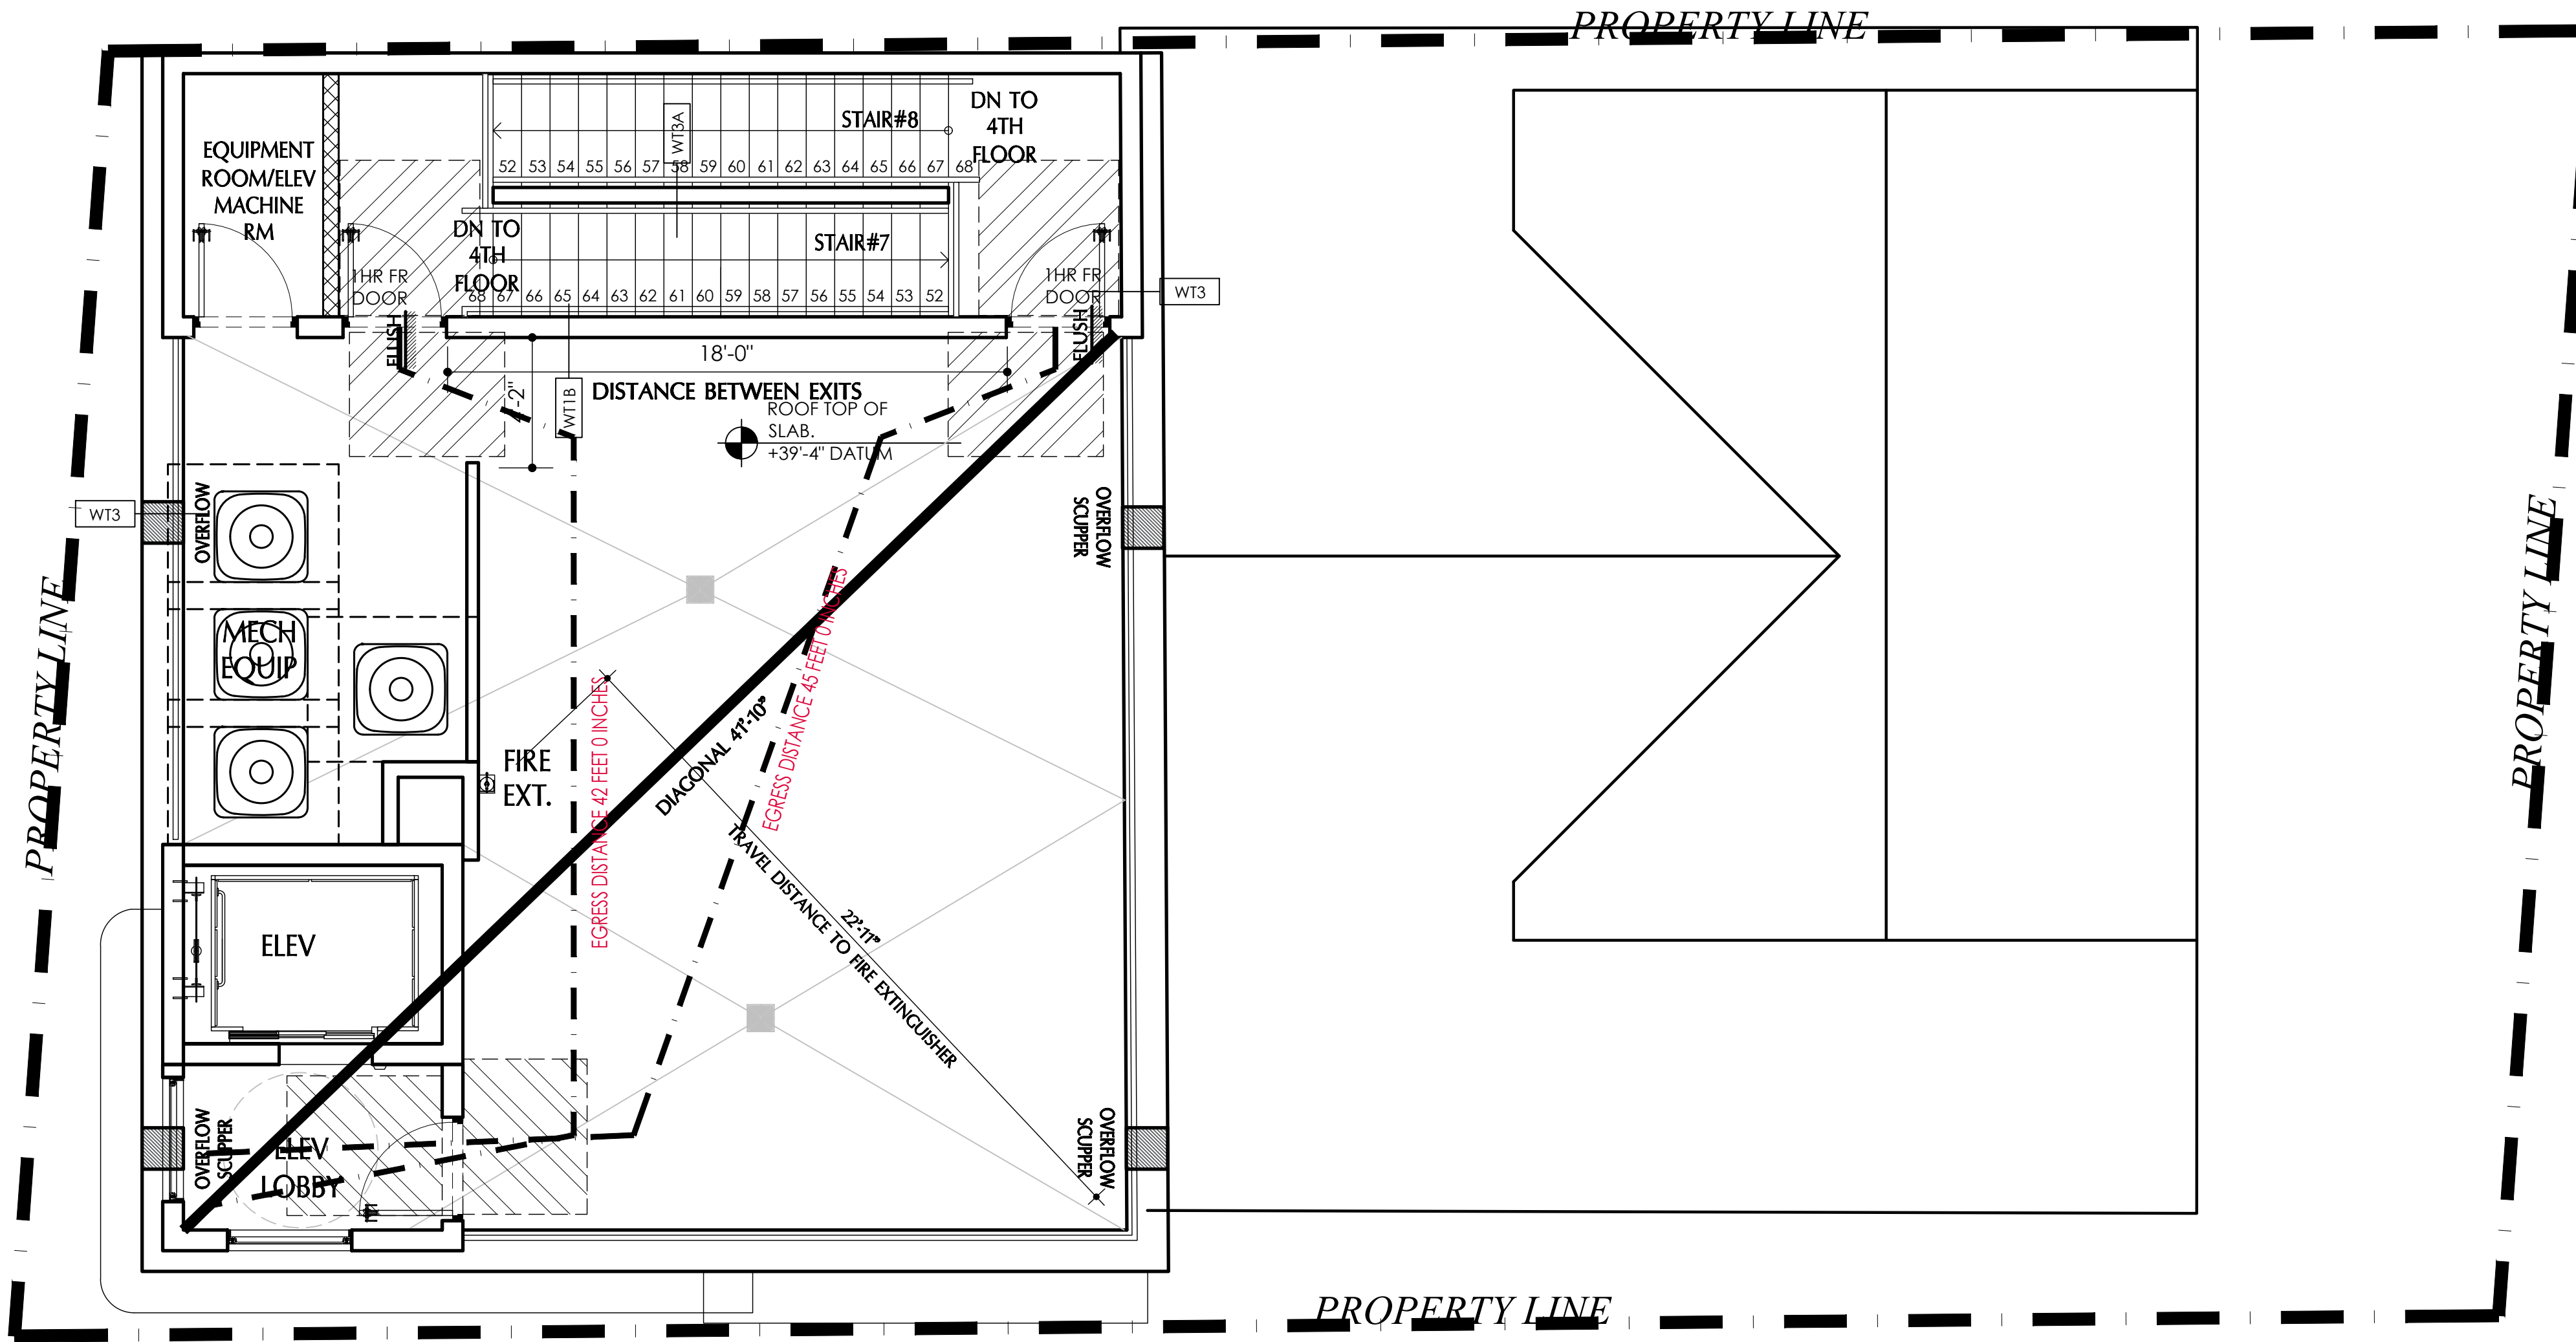 PROPERTY LINE
EQUIPMENT
ROOM/ELEV
MACHINE
RM
STAIR#8
DN TO
4TH
FLOOR
WT3A
52 53 54 55 56 57 58 59 60 61 62 63 64 65 66 67 68
DN TO
4TH
FLOOR
STAIR#7
68 67 66 65 64 63 62 61 60 59 58 57 56 55 54 53 52
1HR FR
DOOR
FLUSH
1HR FR
DOOR
FLUSH
WT3
18'-0"
DISTANCE BETWEEN EXITS
WT1B
ROOF TOP OF
SLAB.
+39'-4" DATUM
WT3
OVERFLOW
OVERFLOW
SCUPPER
MECH
EQUIP
FIRE
EXT.
EGRESS DISTANCE 42 FEET 0 INCHES
DIAGONAL 41'-10"
EGRESS DISTANCE 45 FEET 0 INCHES
22'-11"
TRAVEL DISTANCE TO FIRE EXTINGUISHER
ELEV
OVERFLOW
SCUPPER
ELEV
LOBBY
OVERFLOW
SCUPPER
PROPERTY LINE
PROPERTY LINE
PROPERTY LINE